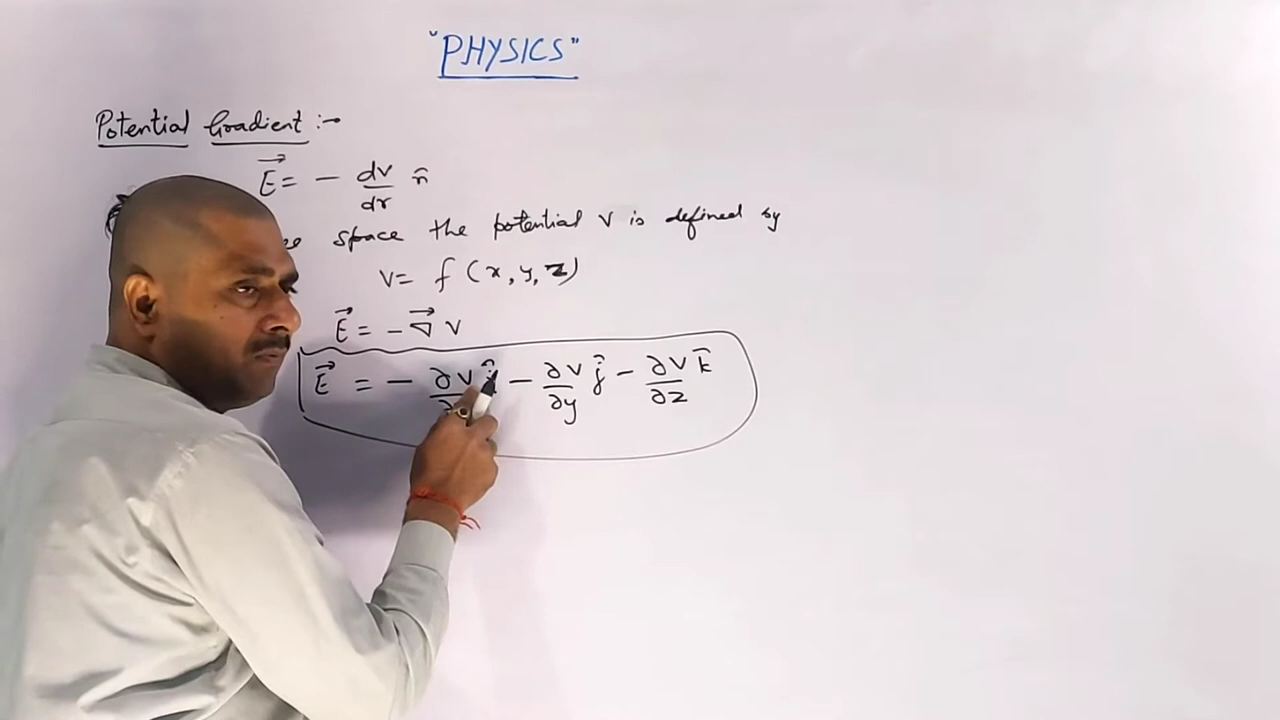 "PHYSICS"
Potential Gradient :-
E⃗ = - dv/dr n̂
space the potential v is defined by
v= f (x, y, z)
E⃗ = - ∇⃗ v
E⃗ = - ∂v î - ∂v/∂y ĵ - ∂v/∂z k̂